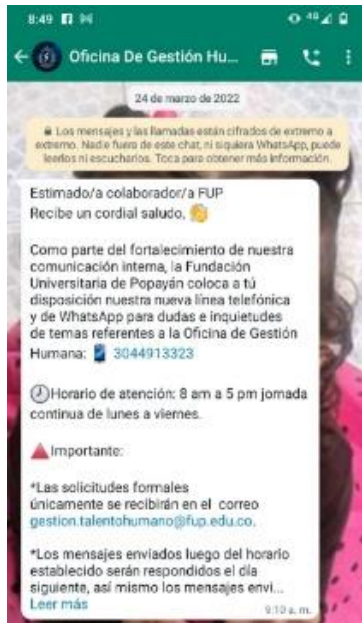 8:49
4G
Oficina De Gestión Hu...
24 de marzo de 2022
Los mensajes y las llamadas están cifrados de extremo a
extremo. Nadie fuera de este chat, ni siquiera WhatsApp, puede
leerlos ni escucharlos. Toca para obtener más información.
Estimado/a colaborador/a FUP
Recibe un cordial saludo, 👏
Como parte del fortalecimiento de nuestra
comunicación interna, la Fundación
Universitaria de Popayán coloca a tú
disposición nuestra nueva línea telefónica
y de WhatsApp para dudas e inquietudes
de temas referentes a la Oficina de Gestión
Humana: 📱 3044913323
🕗Horario de atención: 8 am a 5 pm jornada
continua de lunes a viernes.
🔺Importante:
*Las solicitudes formales
únicamente se recibirán en el correo
gestion.talentohumano@fup.edu.co.
*Los mensajes enviados luego del horario
establecido serán respondidos el día
siguiente, así mismo los mensajes envi...
Leer más
9:10 a. m.